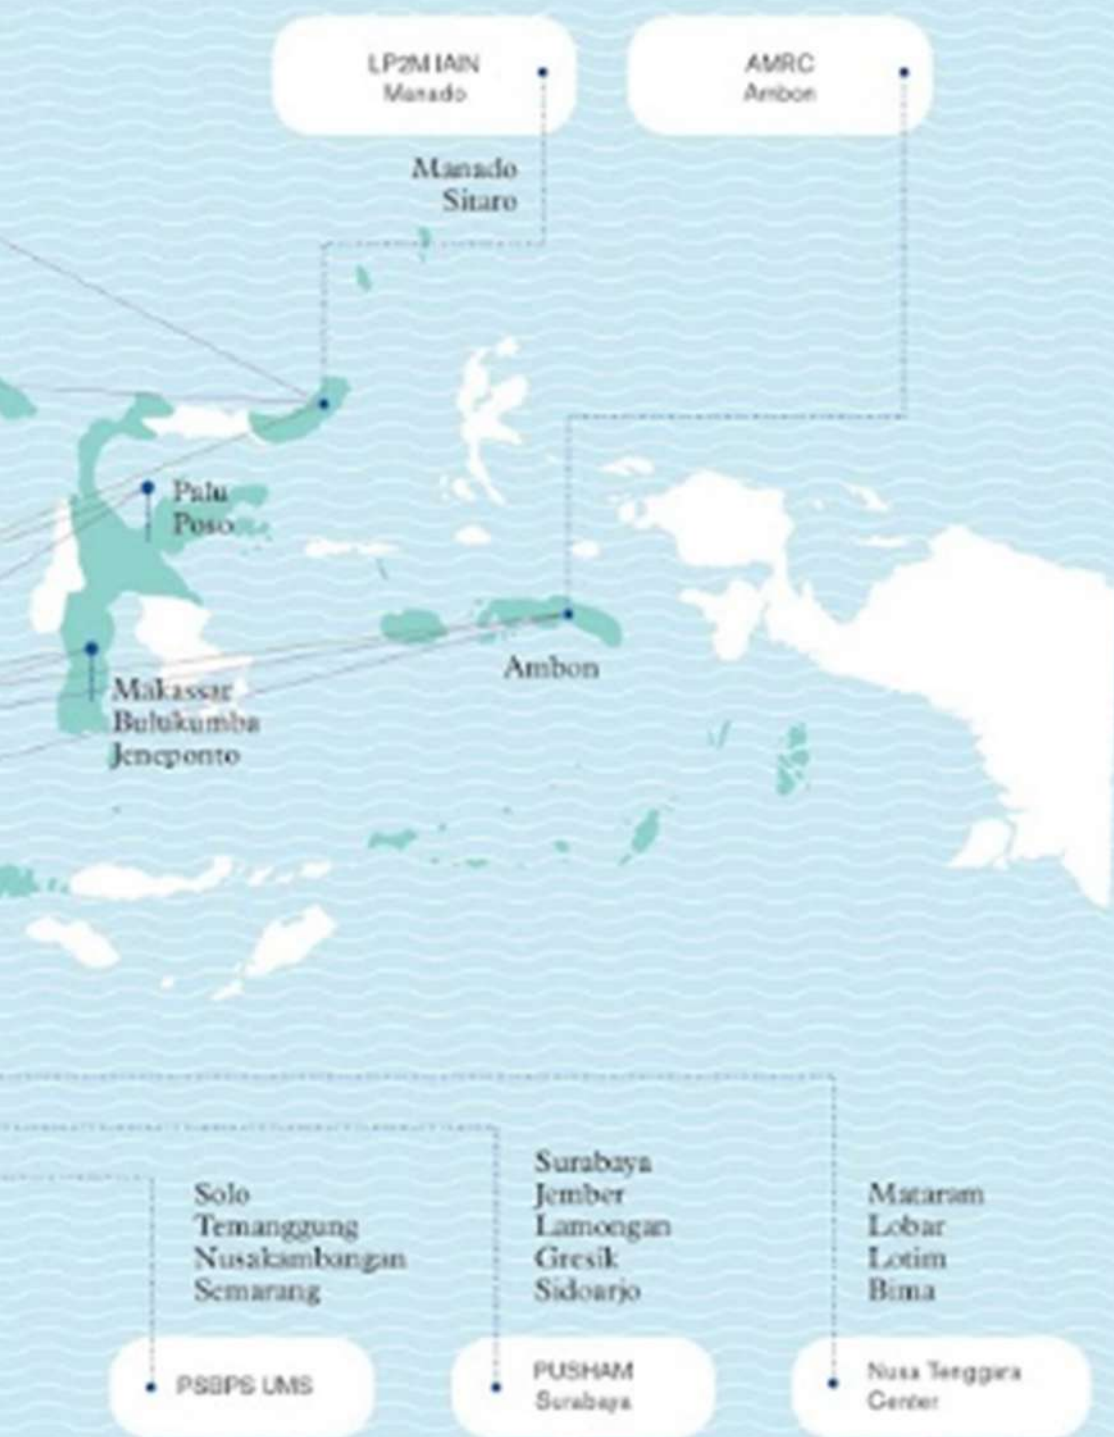 LP2M IAIN
Manado
AMRC
Ambon
Manado
Sitaro
Palu
Poso
Ambon
Makassar
Bulukumba
Jeneponto
Solo
Temanggung
Nusakambangan
Semarang
Surabaya
Jember
Lamongan
Gresik
Sidoarjo
Mataram
Lobar
Lotim
Bima
PSBPS UMS
PUSHAM
Surabaya
Nusa Tenggara
Center